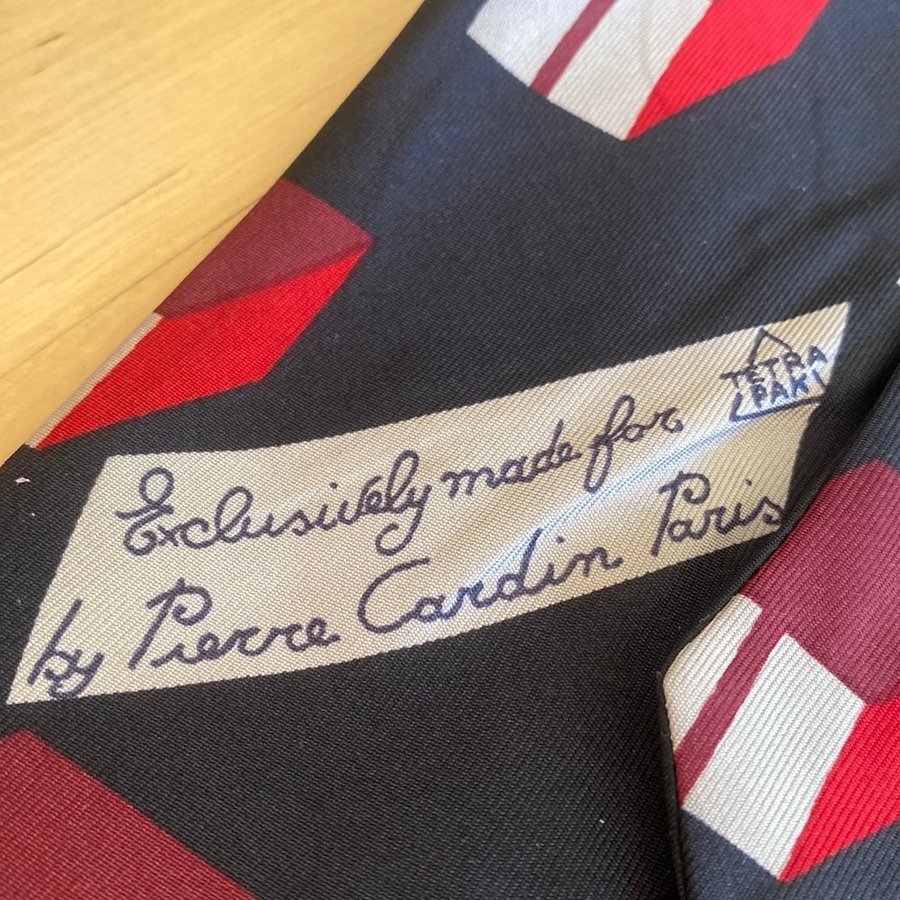 Exclusively made for TETRA PAK
by Pierre Cardin Paris